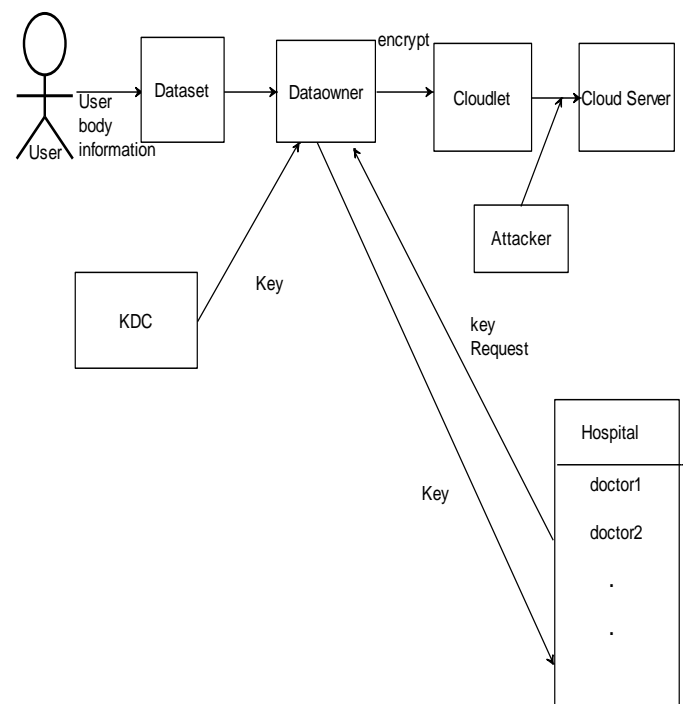 encrypt
Dataset
Dataowner
Cloudlet
Cloud Server
User
body
information
User
Attacker
KDC
Key
key
Request
Hospital
Key
doctor1
doctor2
.
.